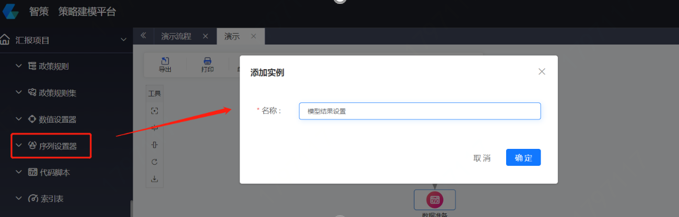 智策 策略建模平台
汇报项目
演示流程 ×
演示 ×
政策规则
政策规则集
数值设置器
序列设置器
代码脚本
索引表
导出
打印
工具
添加实例
* 名称：
模型结果设置
取消
确定